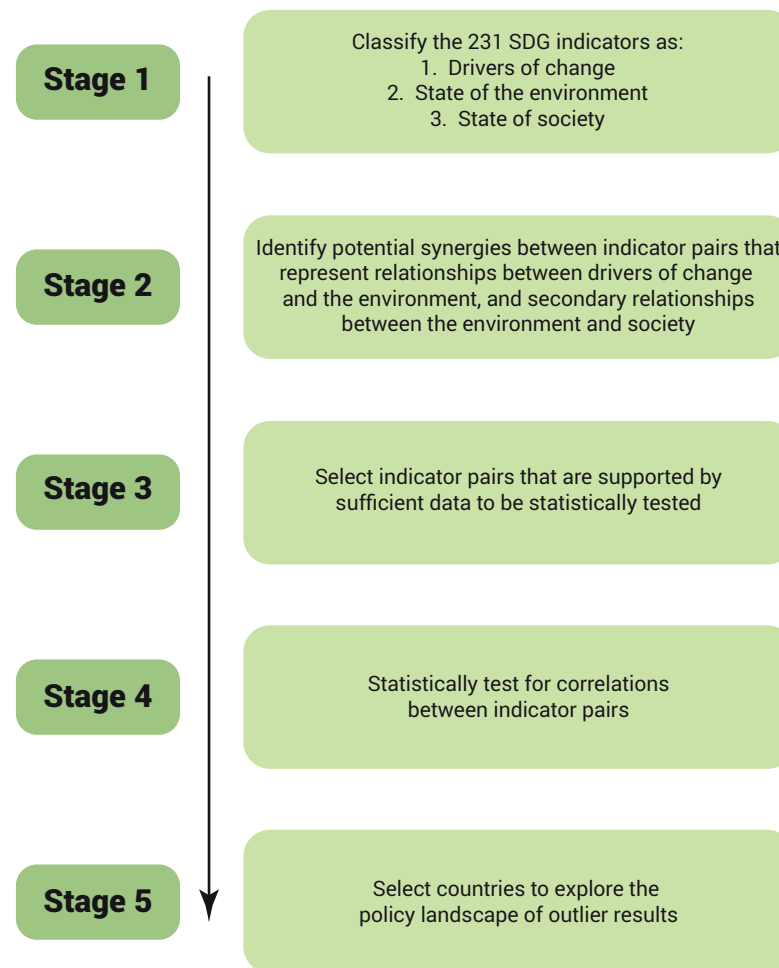 Stage 1
Classify the 231 SDG indicators as:
1. Drivers of change
2. State of the environment
3. State of society
Stage 2
Identify potential synergies between indicator pairs that
represent relationships between drivers of change
and the environment, and secondary relationships
between the environment and society
Stage 3
Select indicator pairs that are supported by
sufficient data to be statistically tested
Stage 4
Statistically test for correlations
between indicator pairs
Stage 5
Select countries to explore the
policy landscape of outlier results